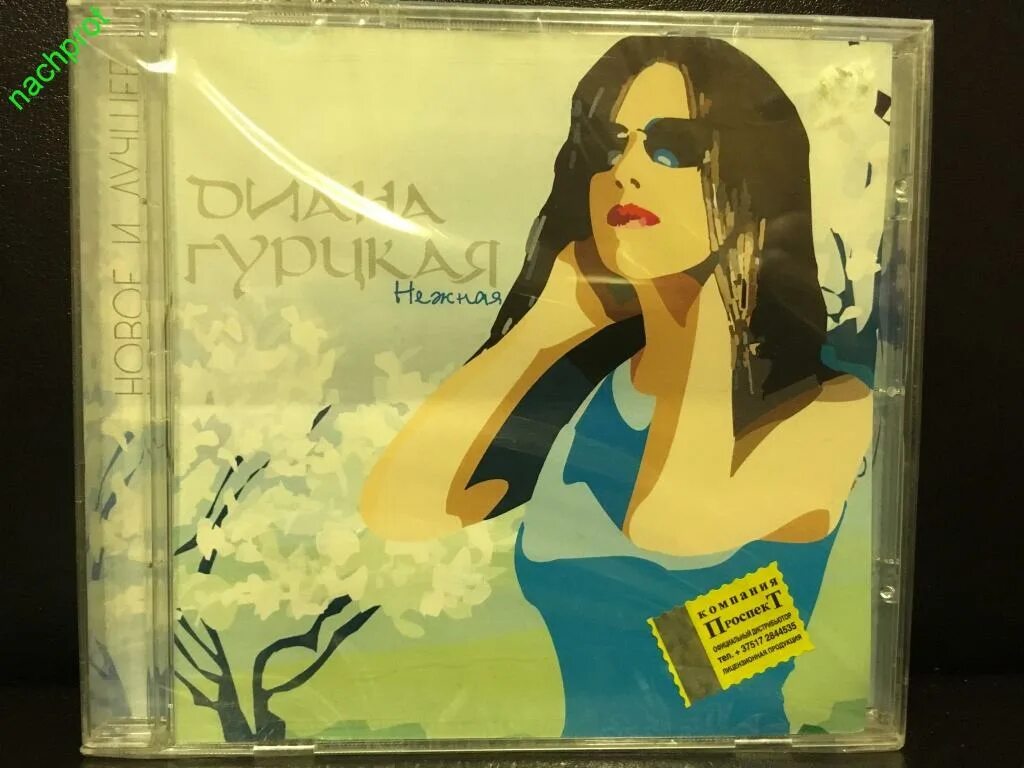 nachprot
НОВОЕ И ЛУЧШЕЕ
ДИАНА
ГУРЦКАЯ
Нежная
компания
ПроспекТ
ОФИЦИАЛЬНЫЙ ДИСТРИБЬЮТОР
тел. + 37517 2844535
ЛИЦЕНЗИОННАЯ ПРОДУКЦИЯ